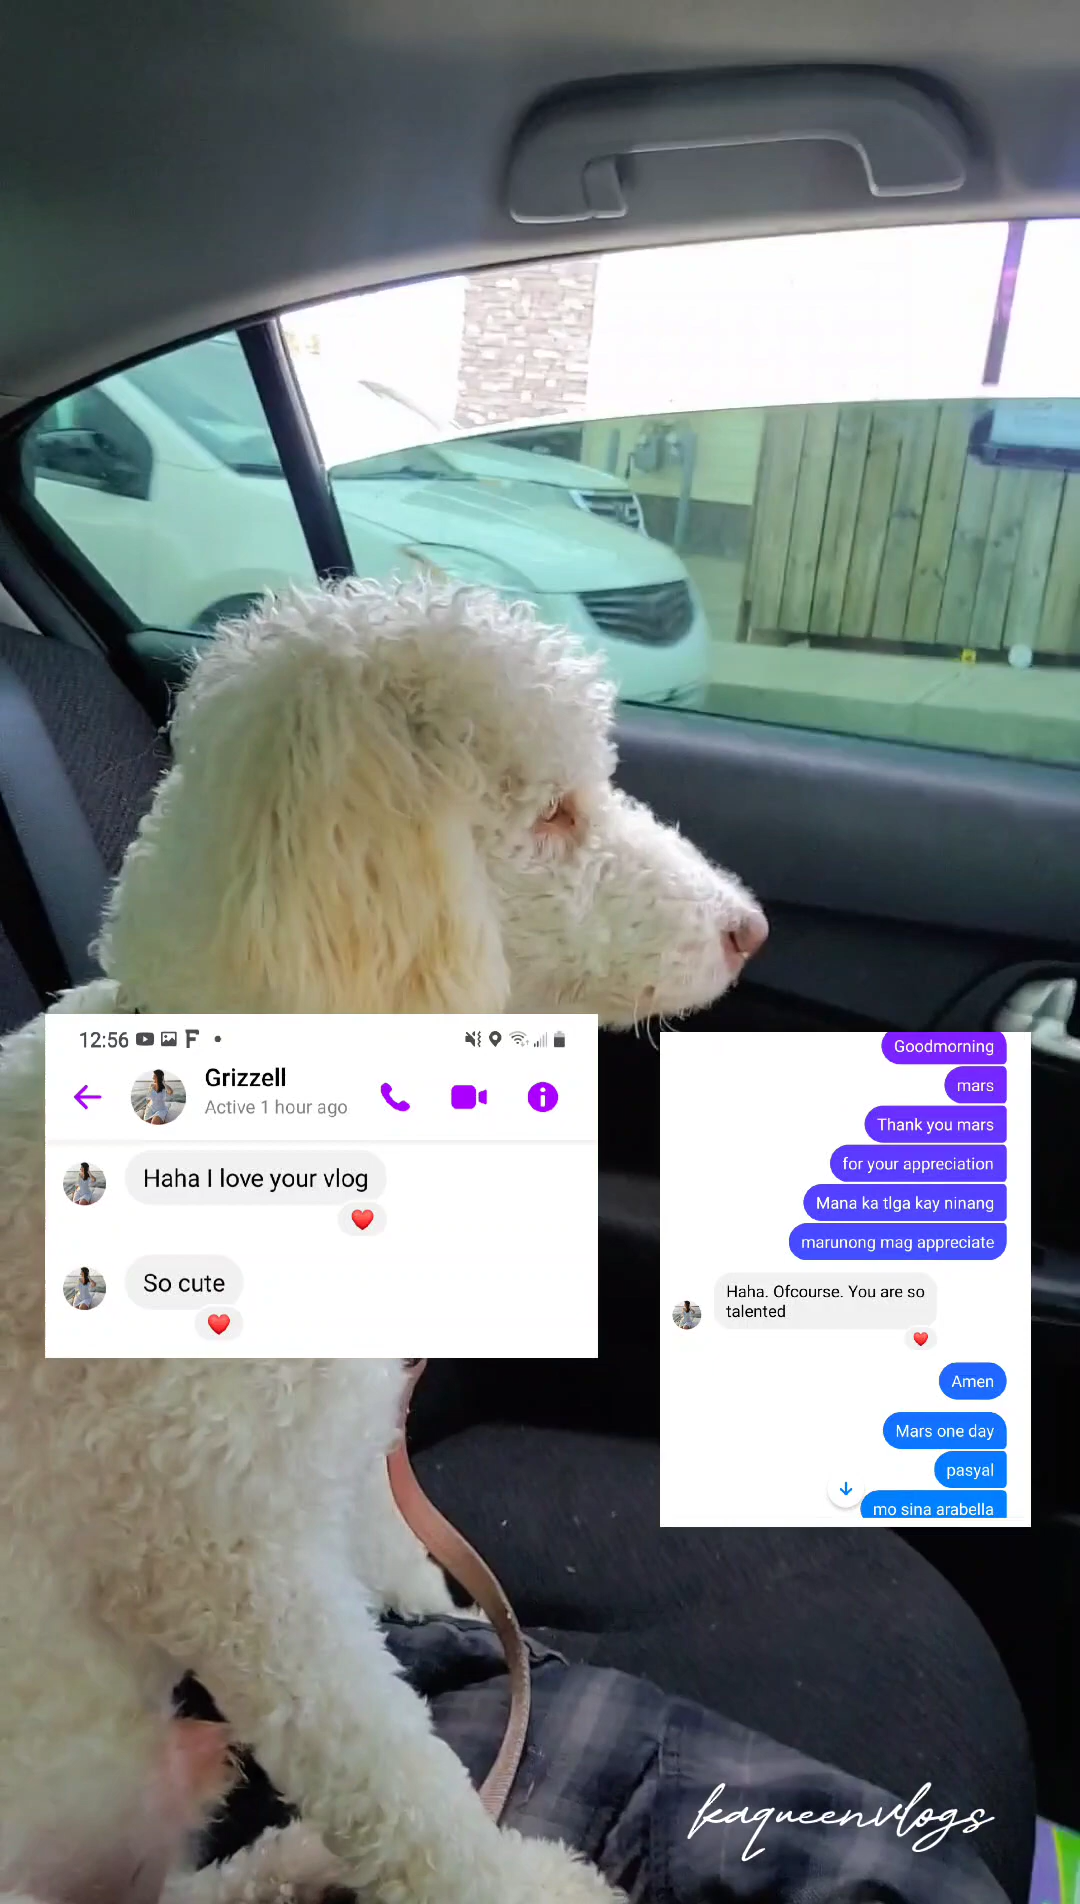 12:56
Grizzell
Active 1 hour ago
Haha I love your vlog
So cute
Goodmorning
mars
Thank you mars
for your appreciation
Mana ka tlga kay ninang
marunong mag appreciate
Haha. Ofcourse. You are so
talented
Amen
Mars one day
pasyal
mo sina arabella
kaqueenvlogs